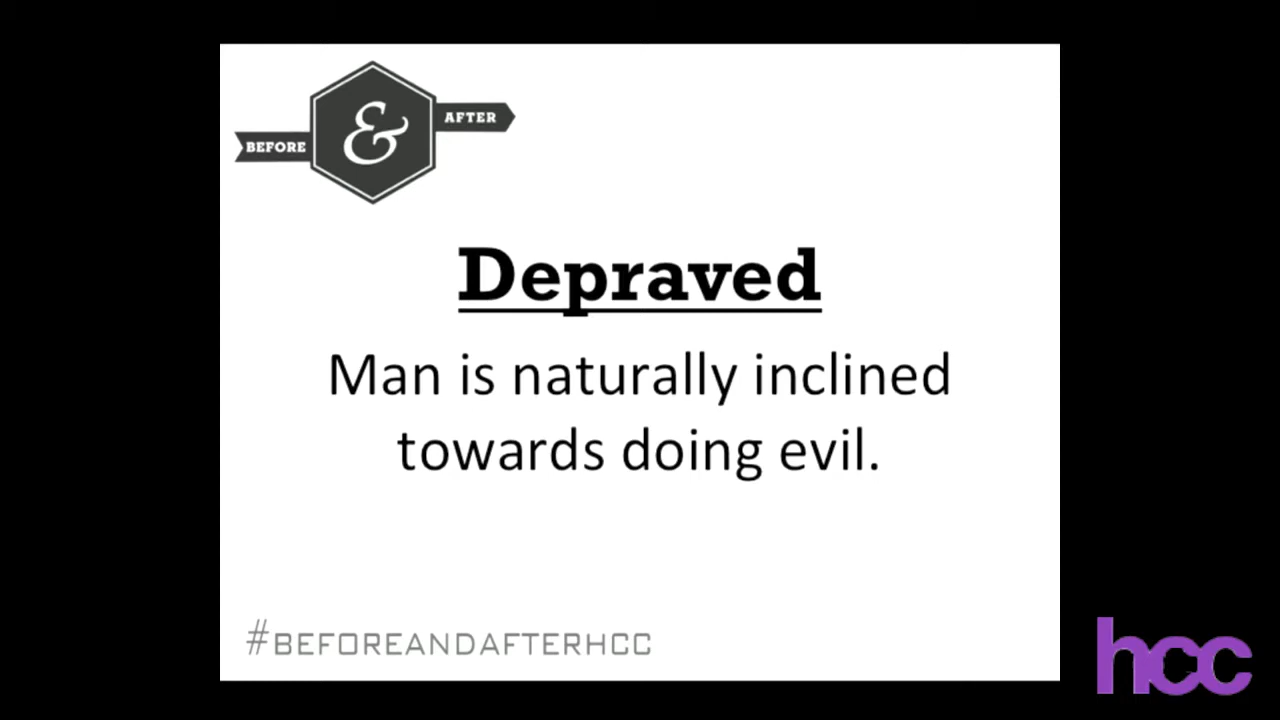 BEFORE & AFTER
Depraved
Man is naturally inclined
towards doing evil.
#BEFOREANDAFTERHCC
hcc